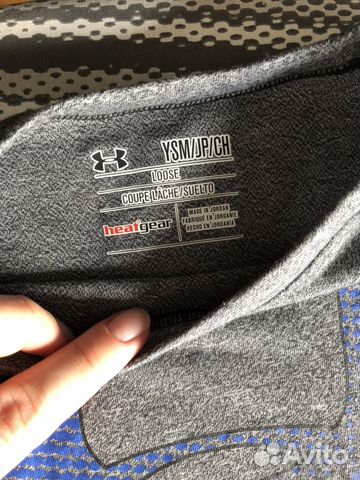 YSM/JP/CH
LOOSE
COUPE LÂCHE/SUELTO
heatgear
MADE IN JORDAN
FABRIQUÉ EN JORDANIE
HECHO EN JORDANIA
Avito